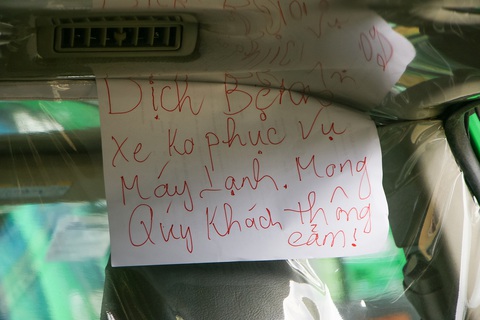 Dịch Bệnh
Xe Ko phục vụ
Máy Lạnh. Mong
Quý Khách thông
cảm!